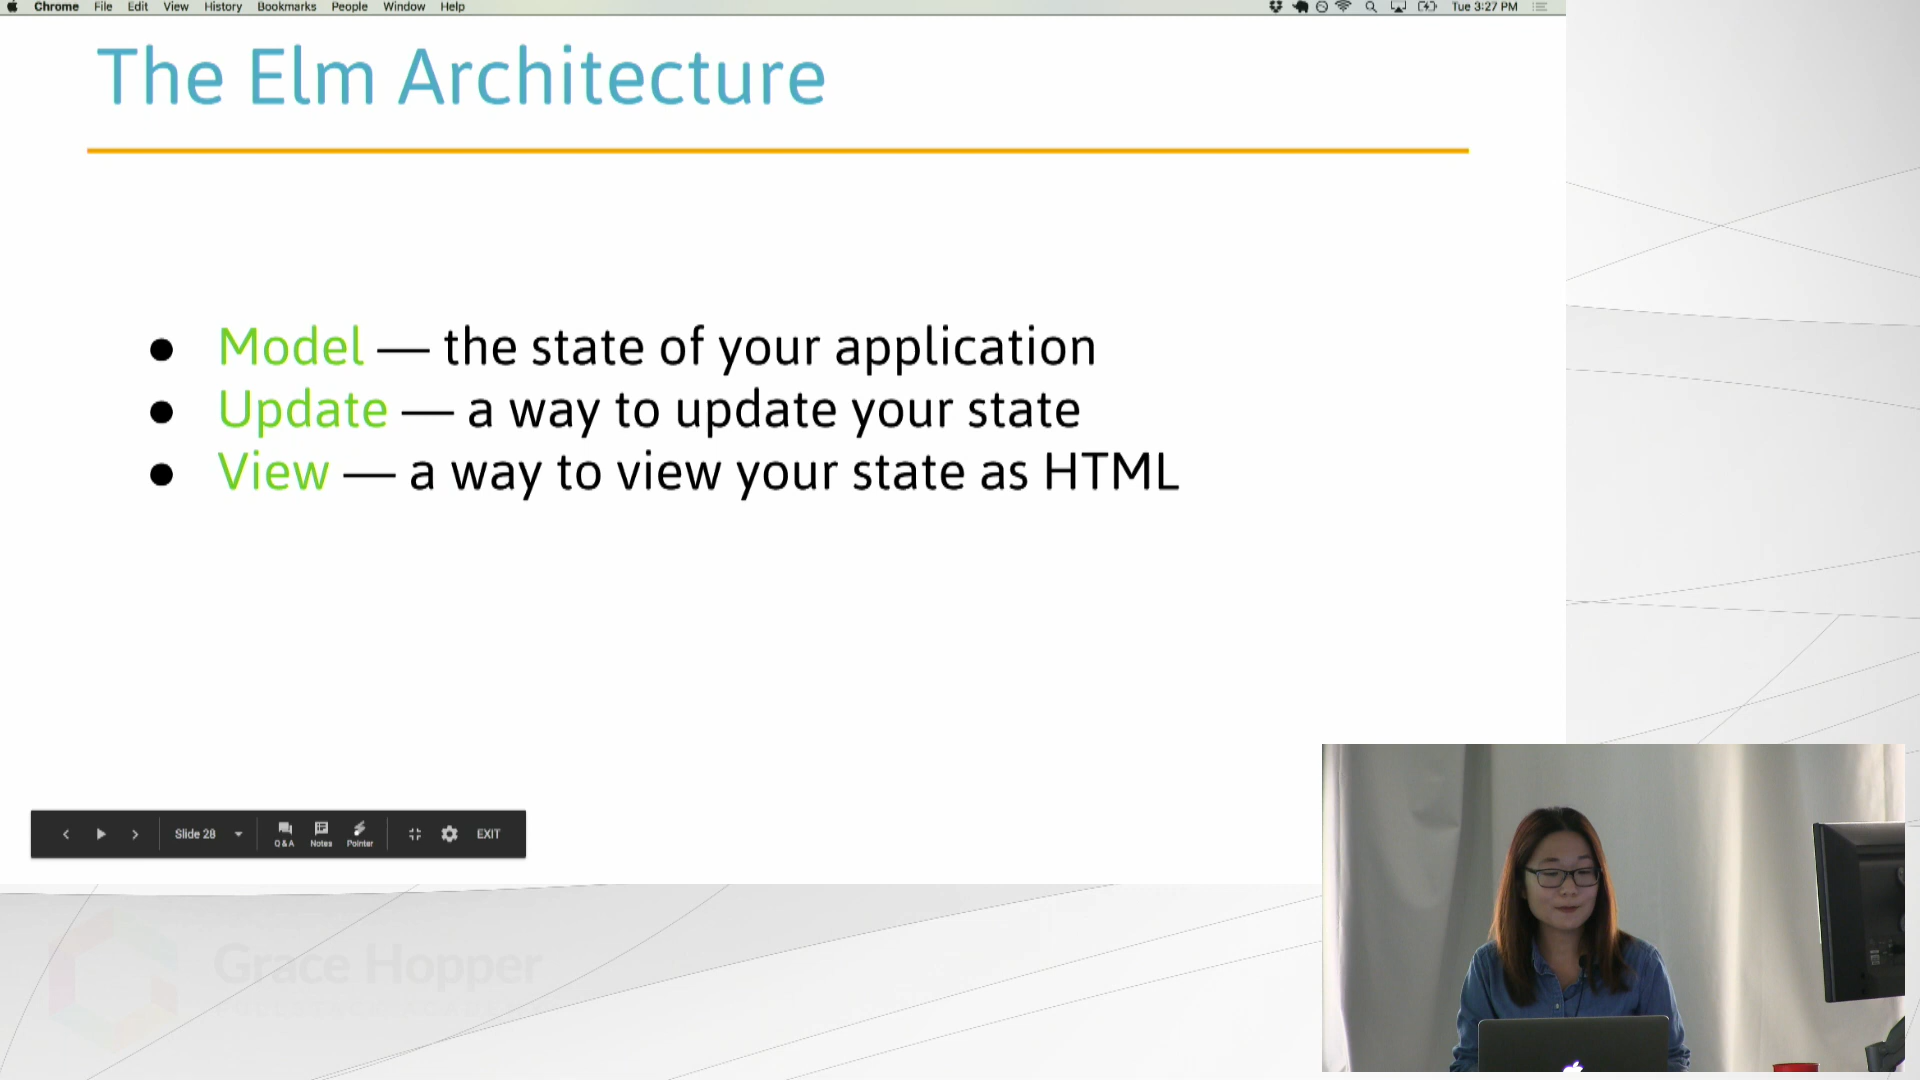 Chrome File Edit View History Bookmarks People Window Help Tue 3:27 PM
The Elm Architecture
● Model — the state of your application
● Update — a way to update your state
● View — a way to view your state as HTML
Slide 28 Q&A Notes Pointer EXIT
Grace Hopper